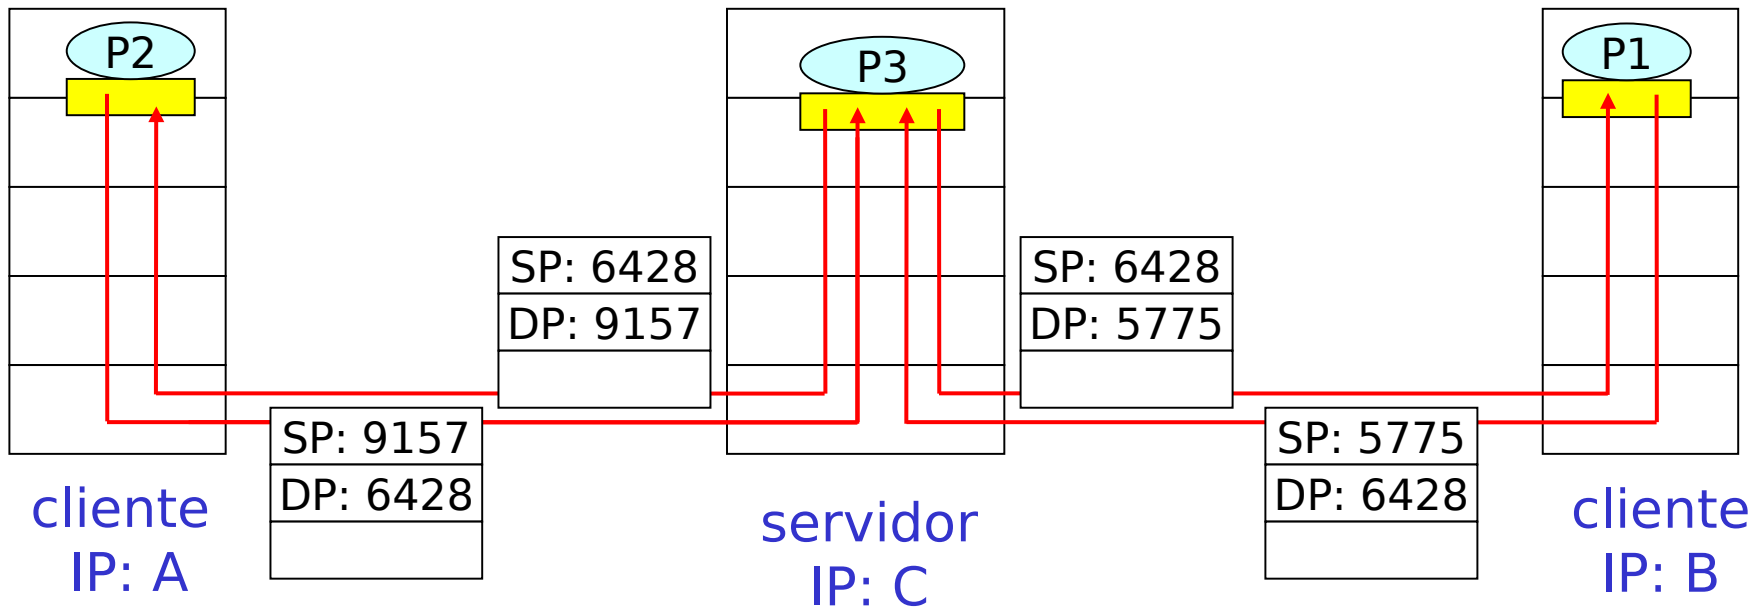 P2
P3
P1
SP: 6428
DP: 9157
SP: 6428
DP: 5775
SP: 9157
DP: 6428
SP: 5775
DP: 6428
cliente
IP: A
servidor
IP: C
cliente
IP: B